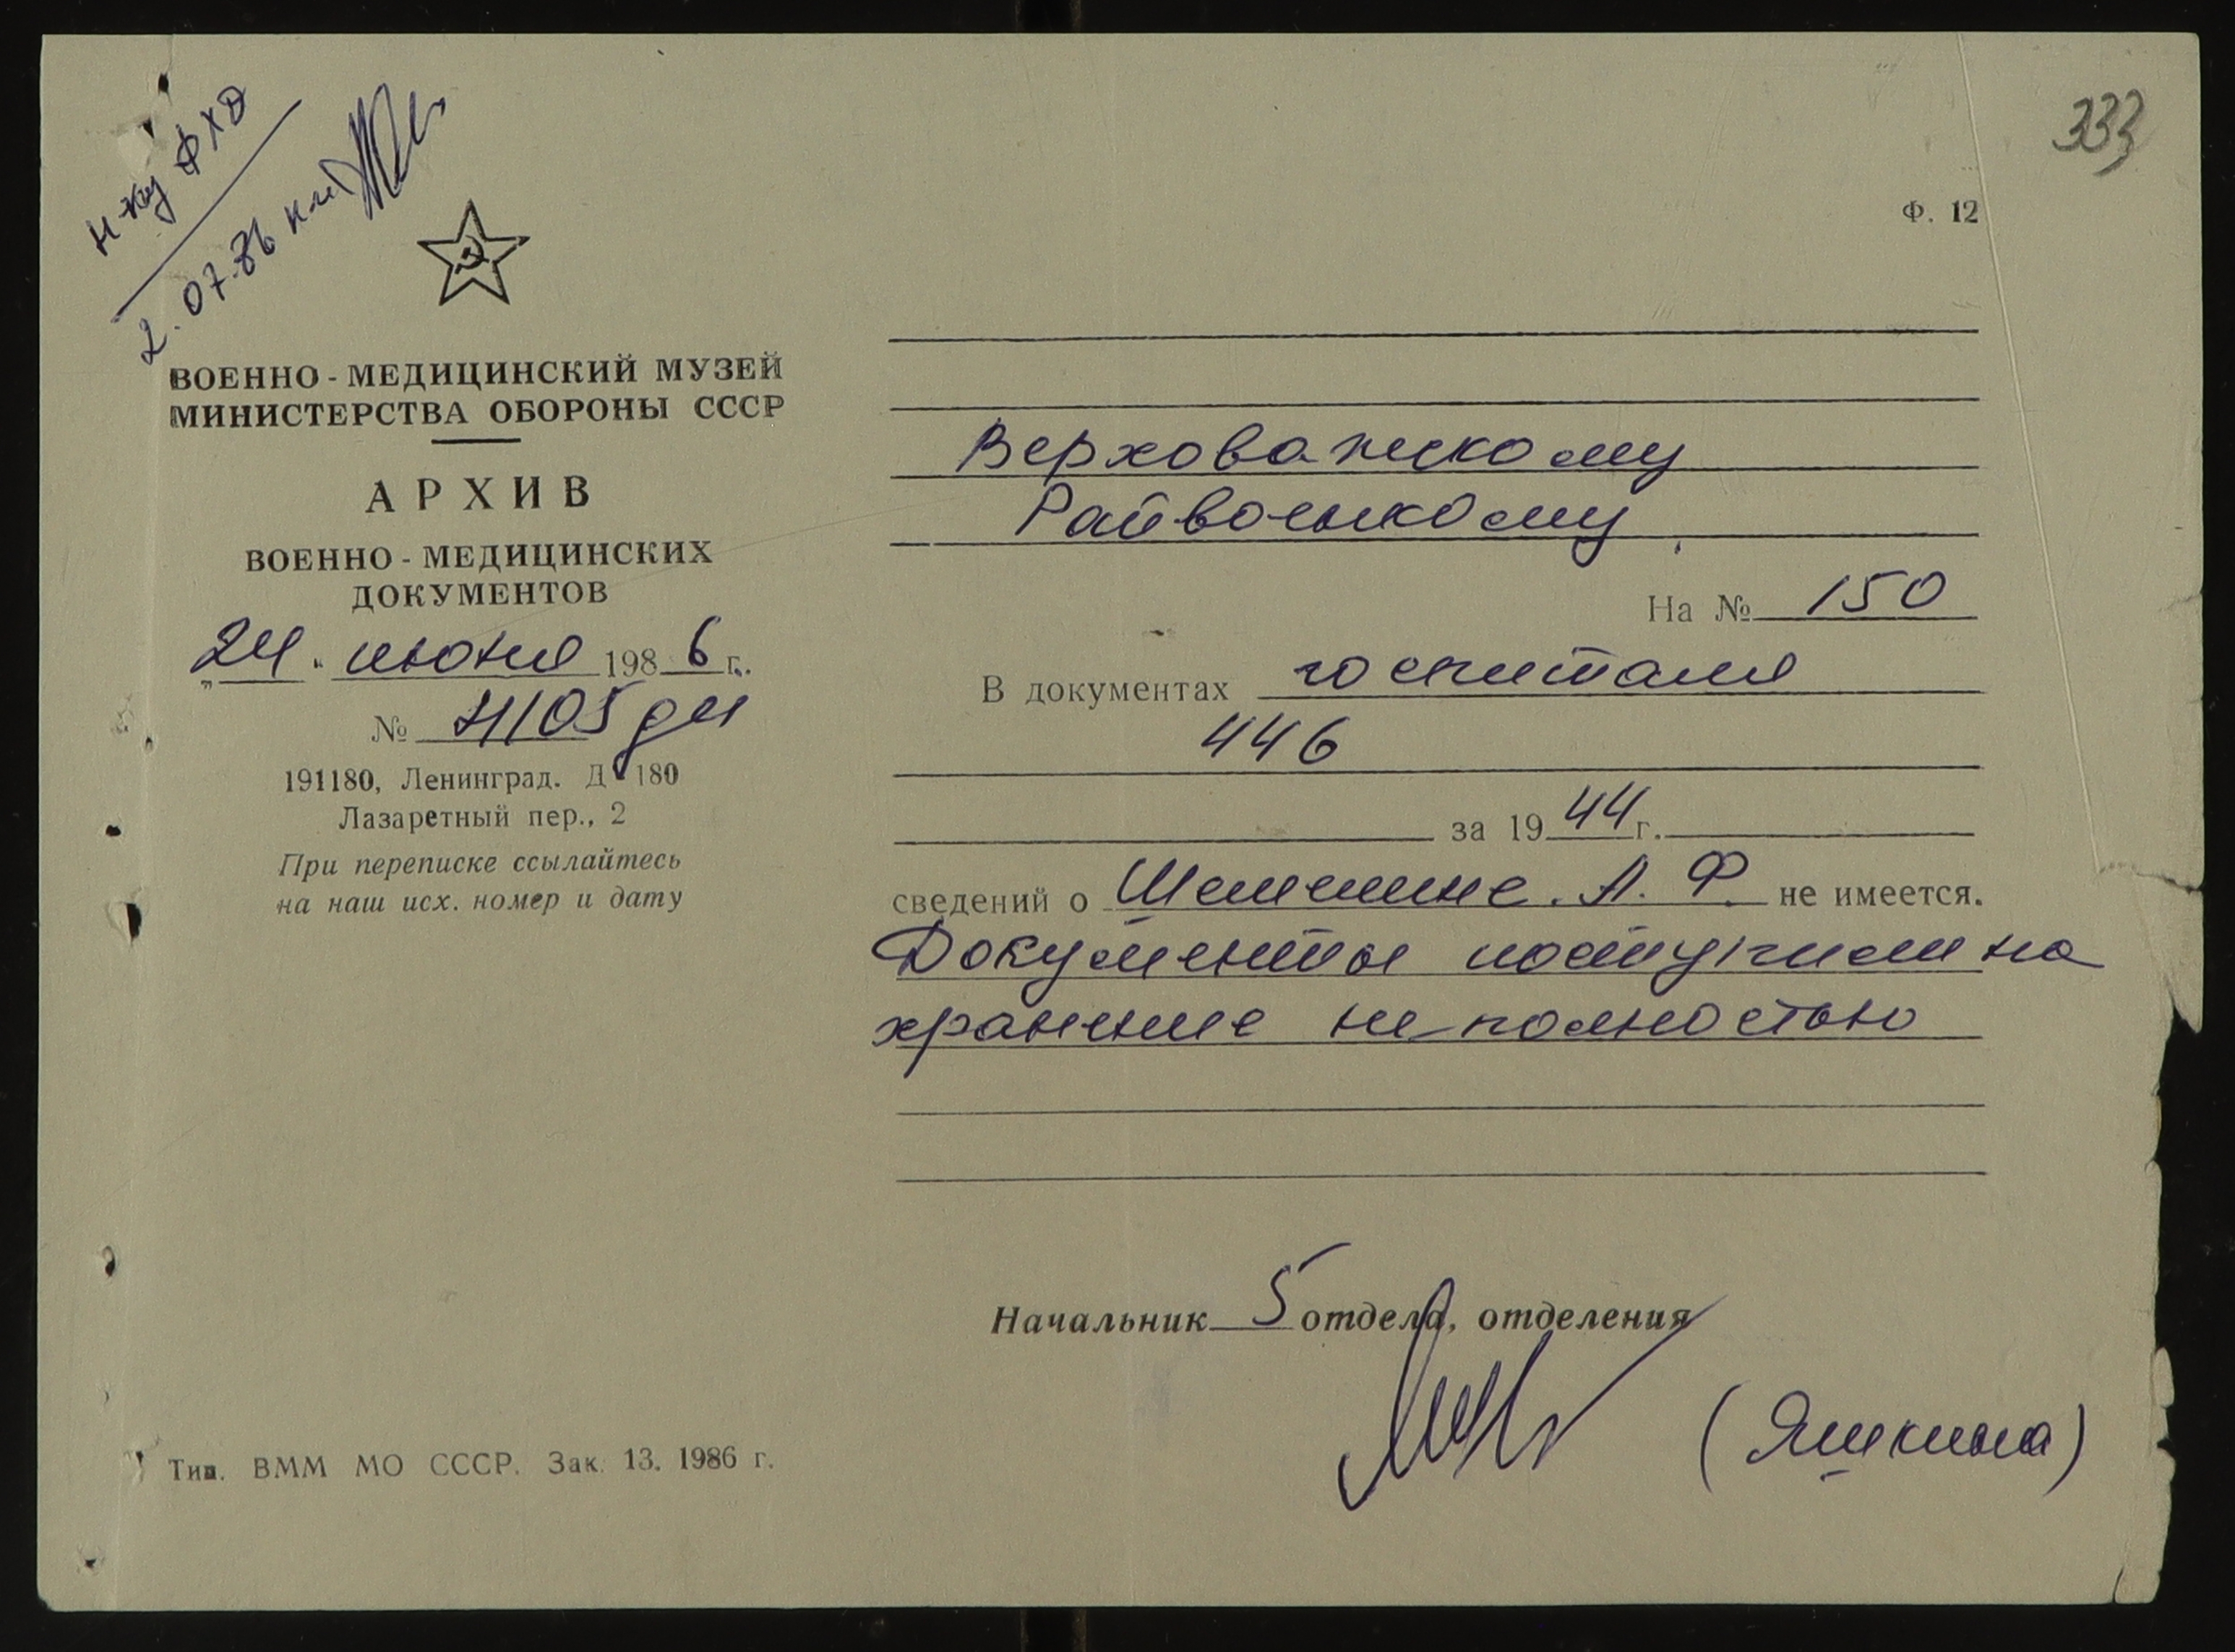 333
н-ку ФХД
2.07.86
Ф. 12
ВОЕННО-МЕДИЦИНСКИЙ МУЗЕЙ
МИНИСТЕРСТВА ОБОРОНЫ СССР
АРХИВ
ВОЕННО-МЕДИЦИНСКИХ
ДОКУМЕНТОВ
„24" июня 1986 г.
№
191180, Ленинград. Д-180
Лазаретный пер., 2
При переписке ссылайтесь
на наш исх. номер и дату
Верховажскому
Райвоенкому
На № 150
В документах госпиталя
446
за 1944 г.
сведений о А. Ф. не имеется.
Документы поступили на
хранение не полностью
Начальник 5 отдела, отделения
(Яшкина)
Тип. ВММ МО СССР. Зак. 13. 1986 г.